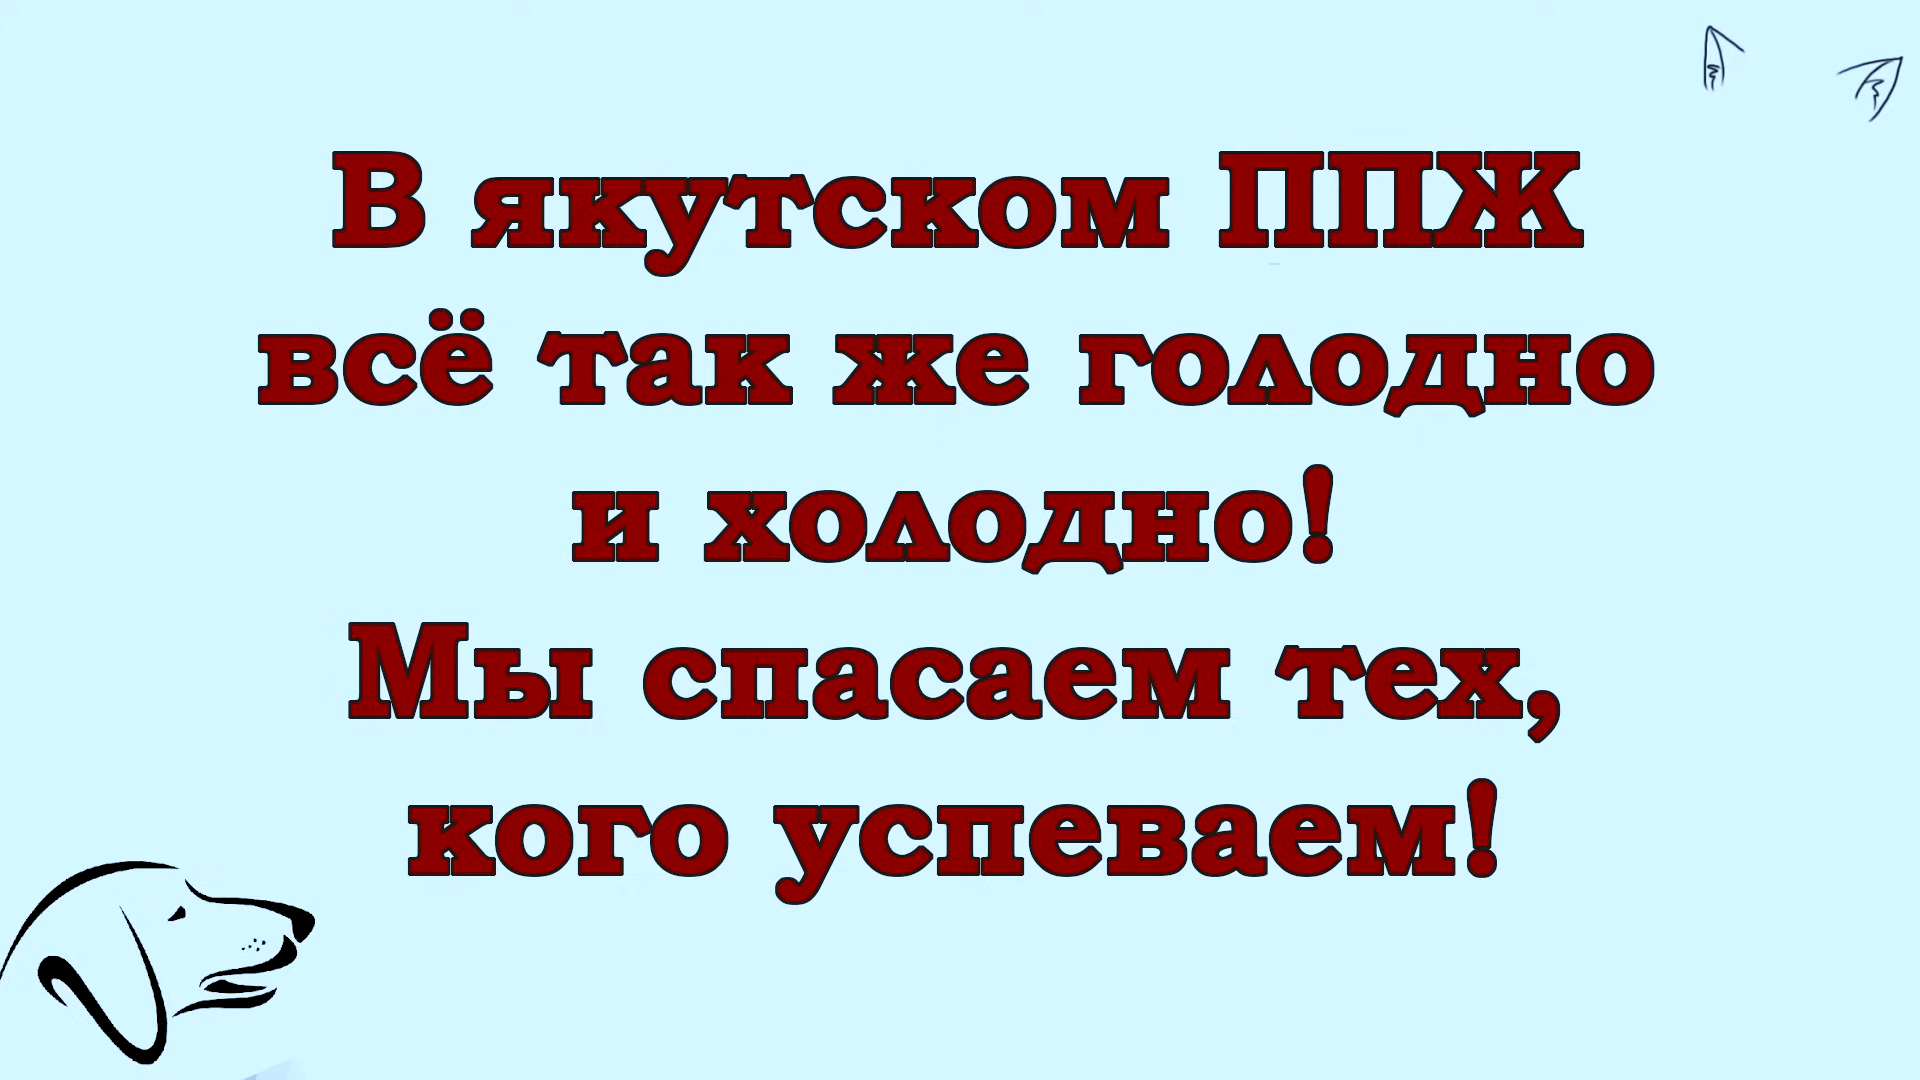 В якутском ППЖ
всё так же голодно
и холодно!
Мы спасаем тех,
кого успеваем!